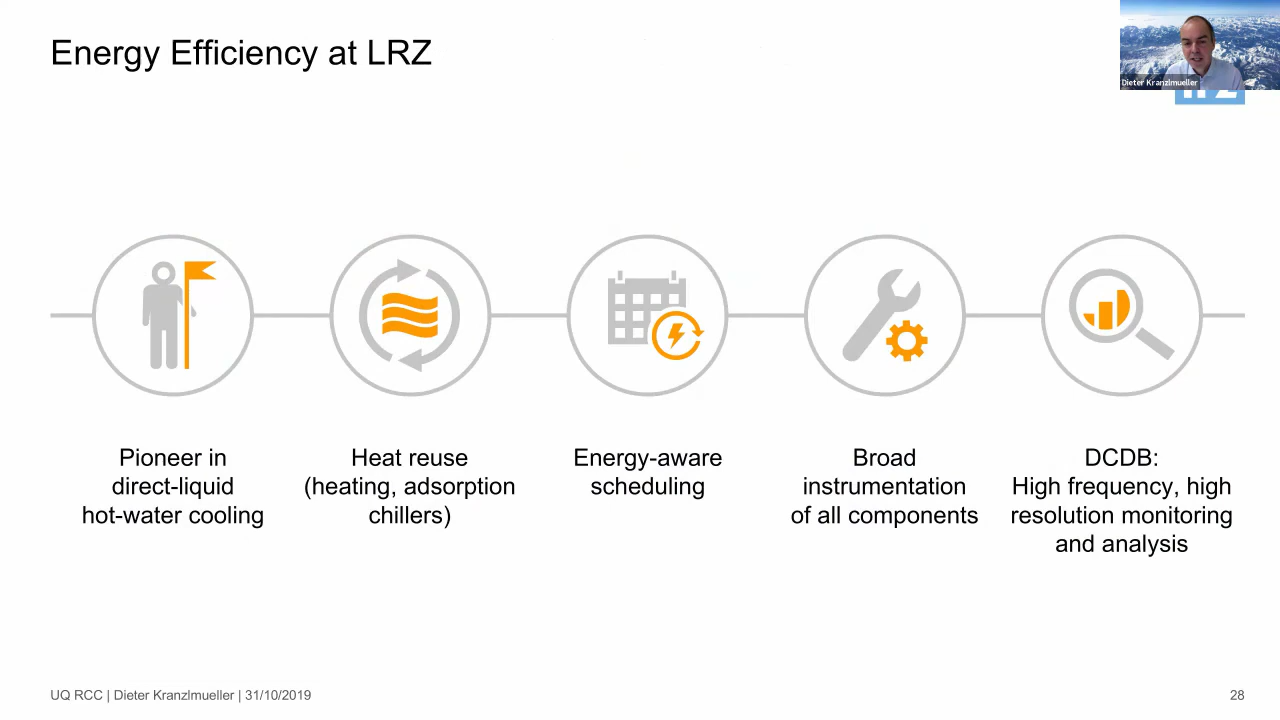 Energy Efficiency at LRZ
Dieter Kranzlmueller
Pioneer in
direct-liquid
hot-water cooling
Heat reuse
(heating, adsorption
chillers)
Energy-aware
scheduling
Broad
instrumentation
of all components
DCDB:
High frequency, high
resolution monitoring
and analysis
UQ RCC | Dieter Kranzlmueller | 31/10/2019
28